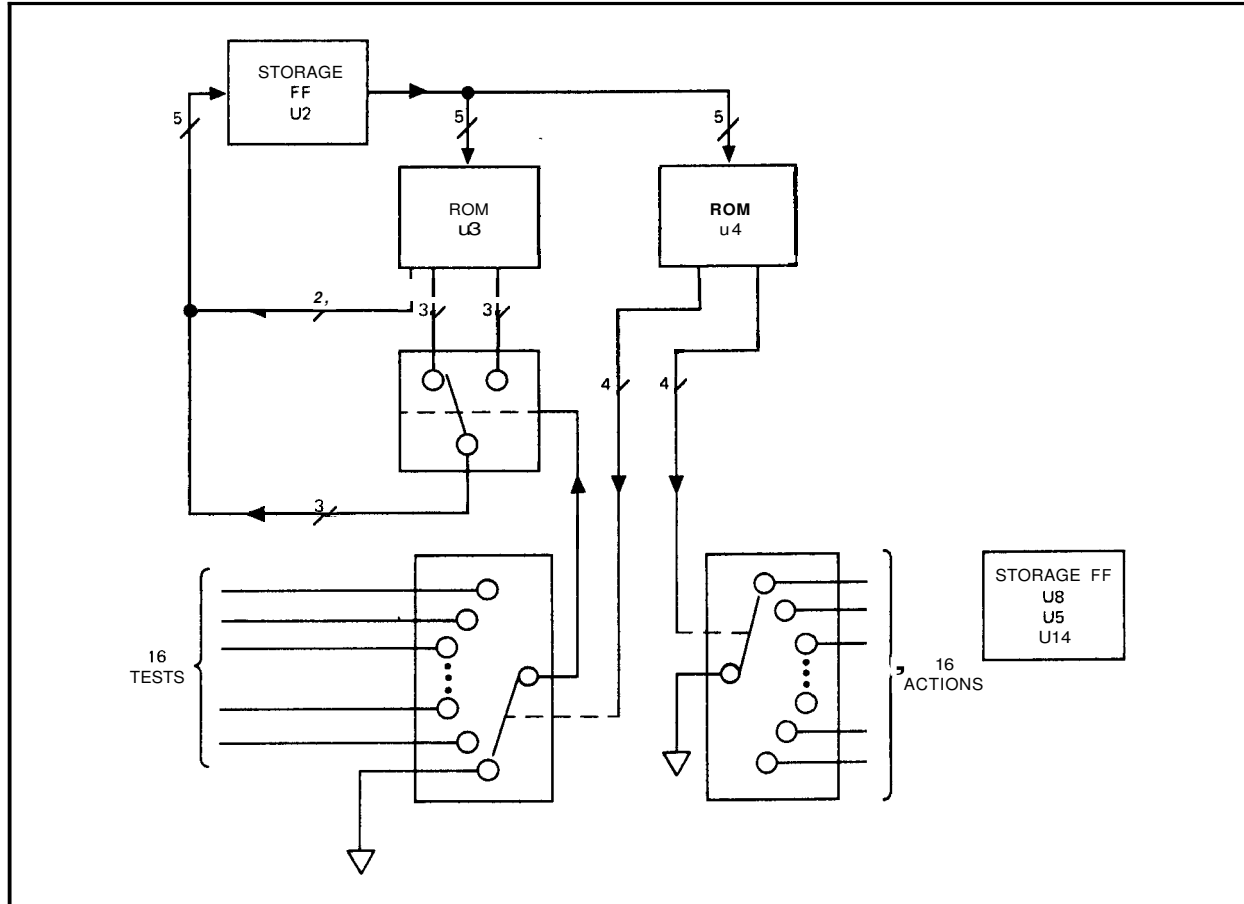 STORAGE
FF
U2
5
5
5
ROM
u3
ROM
u4
2,
3
3
4
4
3
16
TESTS
16
ACTIONS
STORAGE FF
U8
U5
U14